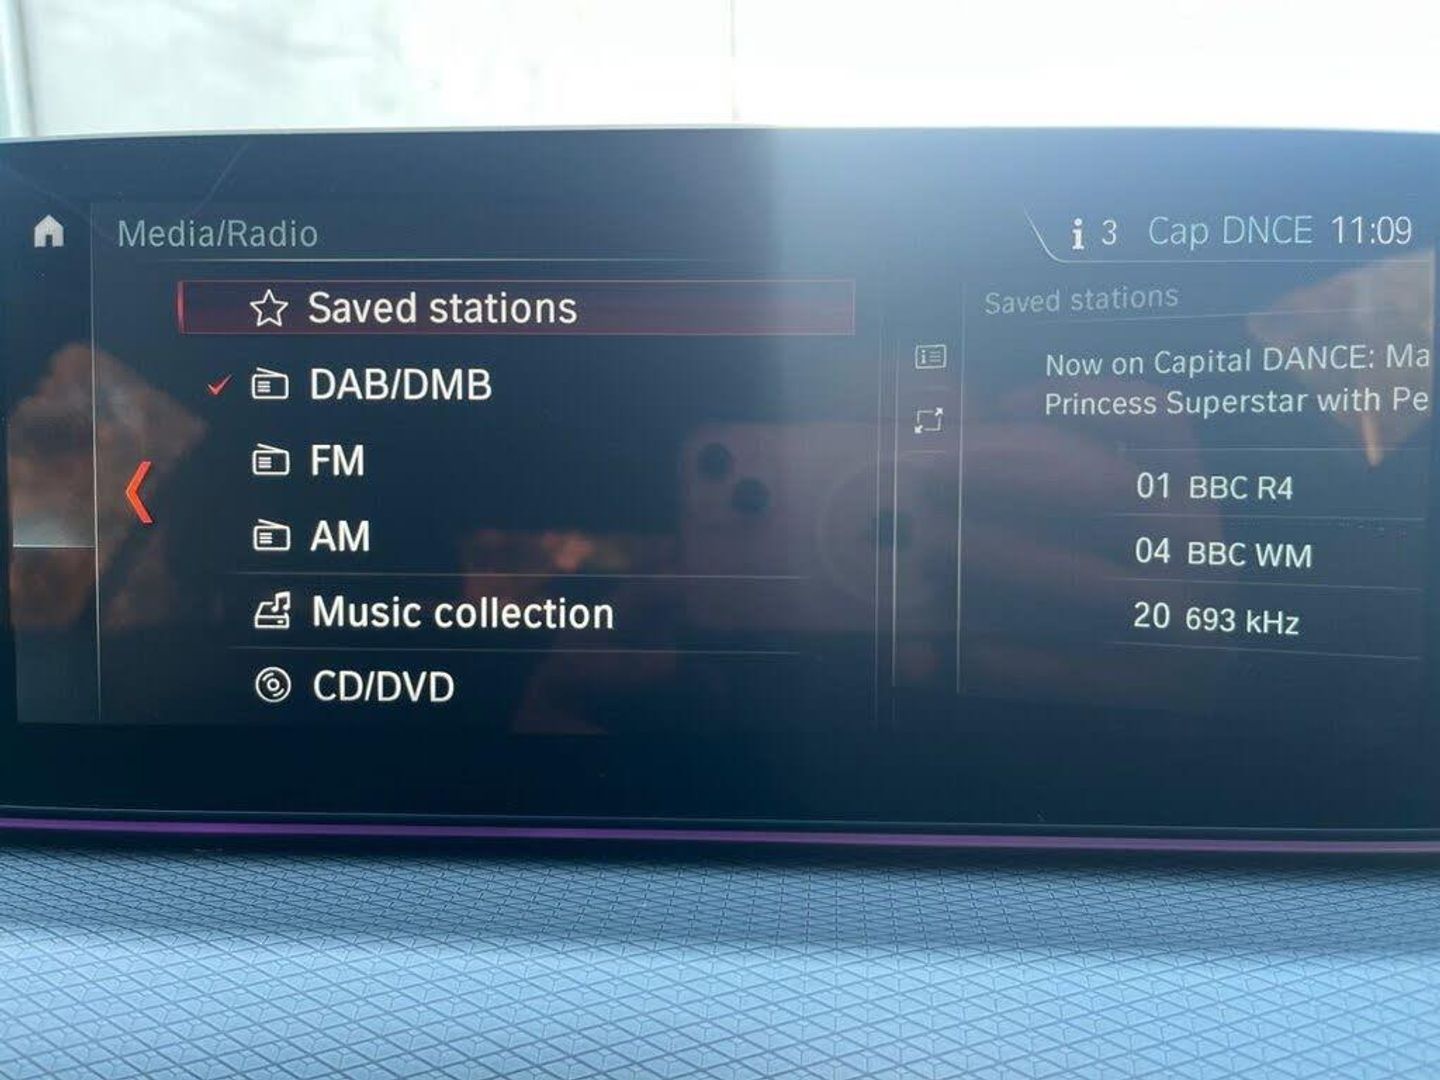 Media/Radio
i 3 Cap DNCE 11:09
Saved stations
DAB/DMB
FM
AM
Music collection
CD/DVD
Saved stations
Now on Capital DANCE: Ma
Princess Superstar with Pe
01 BBC R4
04 BBC WM
20 693 kHz